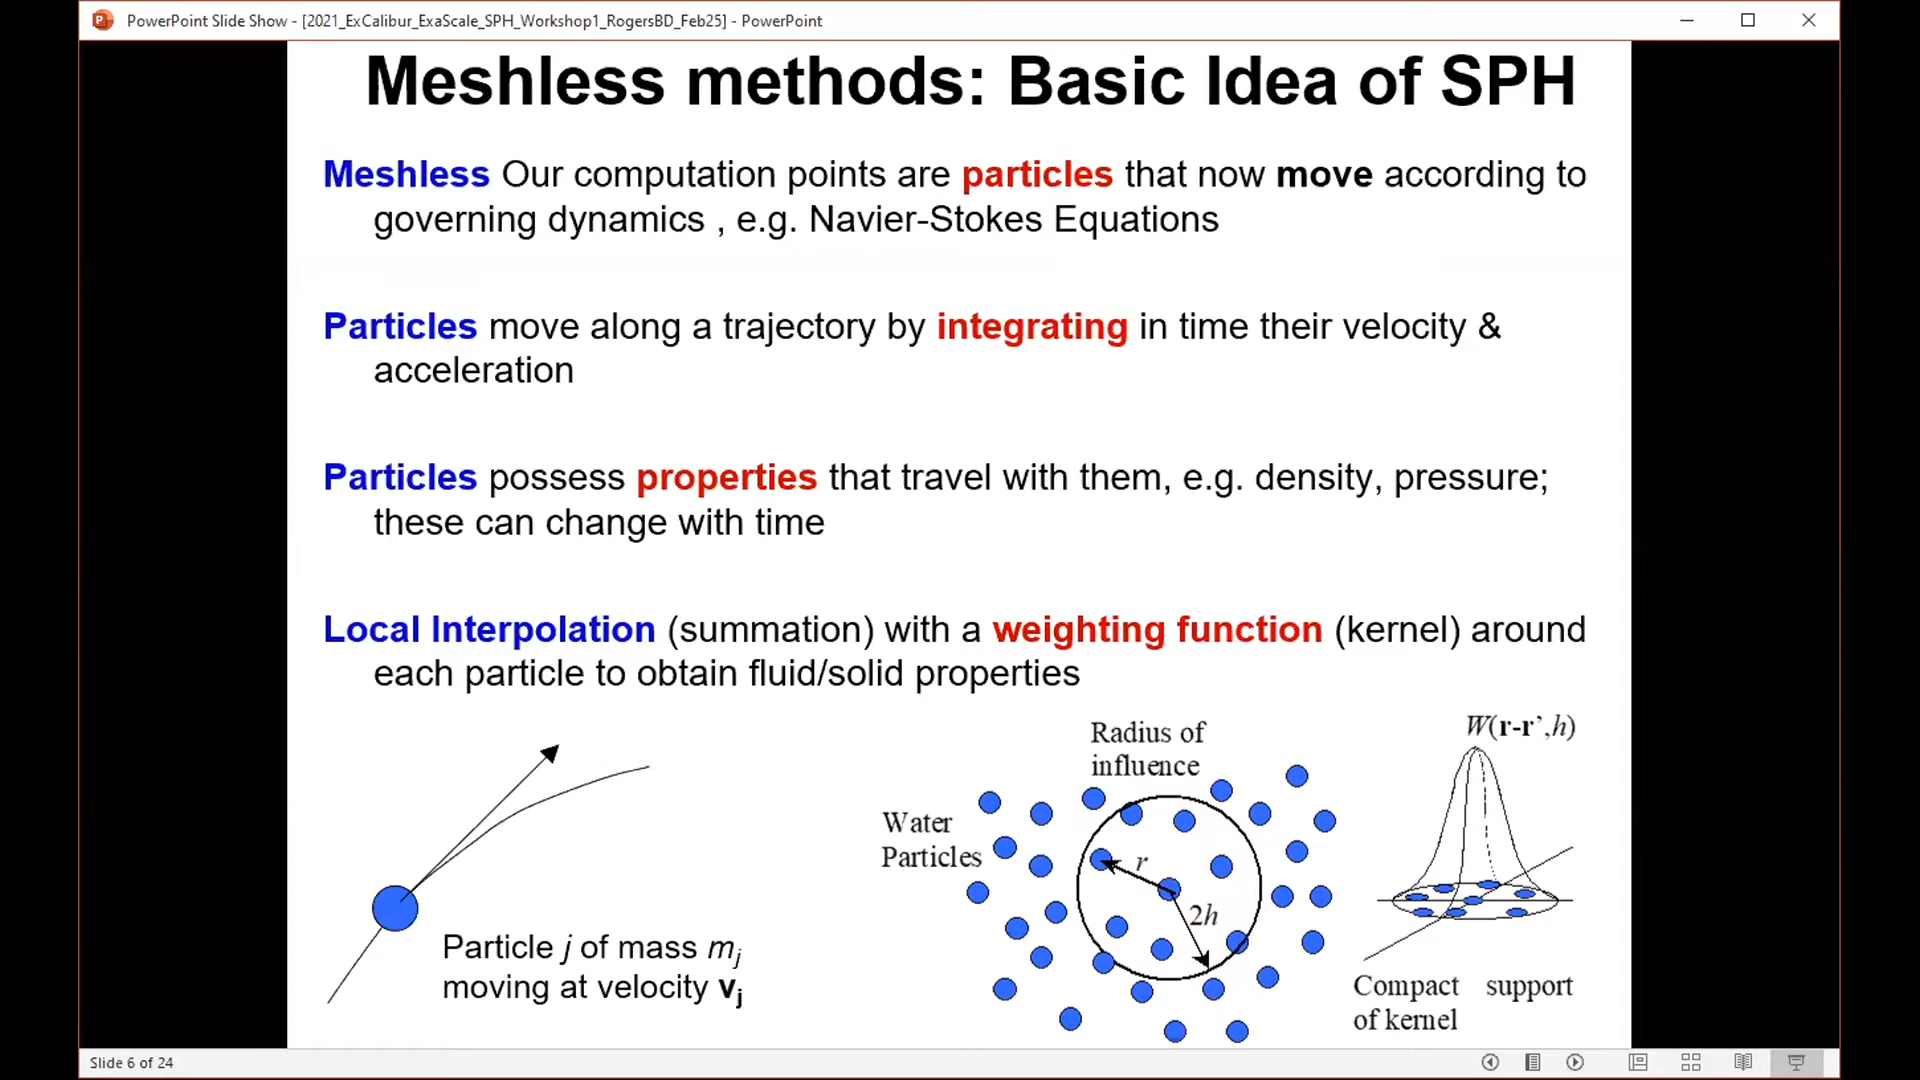 PowerPoint Slide Show - [2021_ExCalibur_ExaScale_SPH_Workshop1_RogersBD_Feb25] - PowerPoint
Meshless methods: Basic Idea of SPH
Meshless Our computation points are particles that now move according to
governing dynamics , e.g. Navier-Stokes Equations
Particles move along a trajectory by integrating in time their velocity &
acceleration
Particles possess properties that travel with them, e.g. density, pressure;
these can change with time
Local Interpolation (summation) with a weighting function (kernel) around
each particle to obtain fluid/solid properties
Particle j of mass mj
moving at velocity vj
Radius of
influence
Water
Particles
r
2h
W(r-r’,h)
Compact support
of kernel
Slide 6 of 24